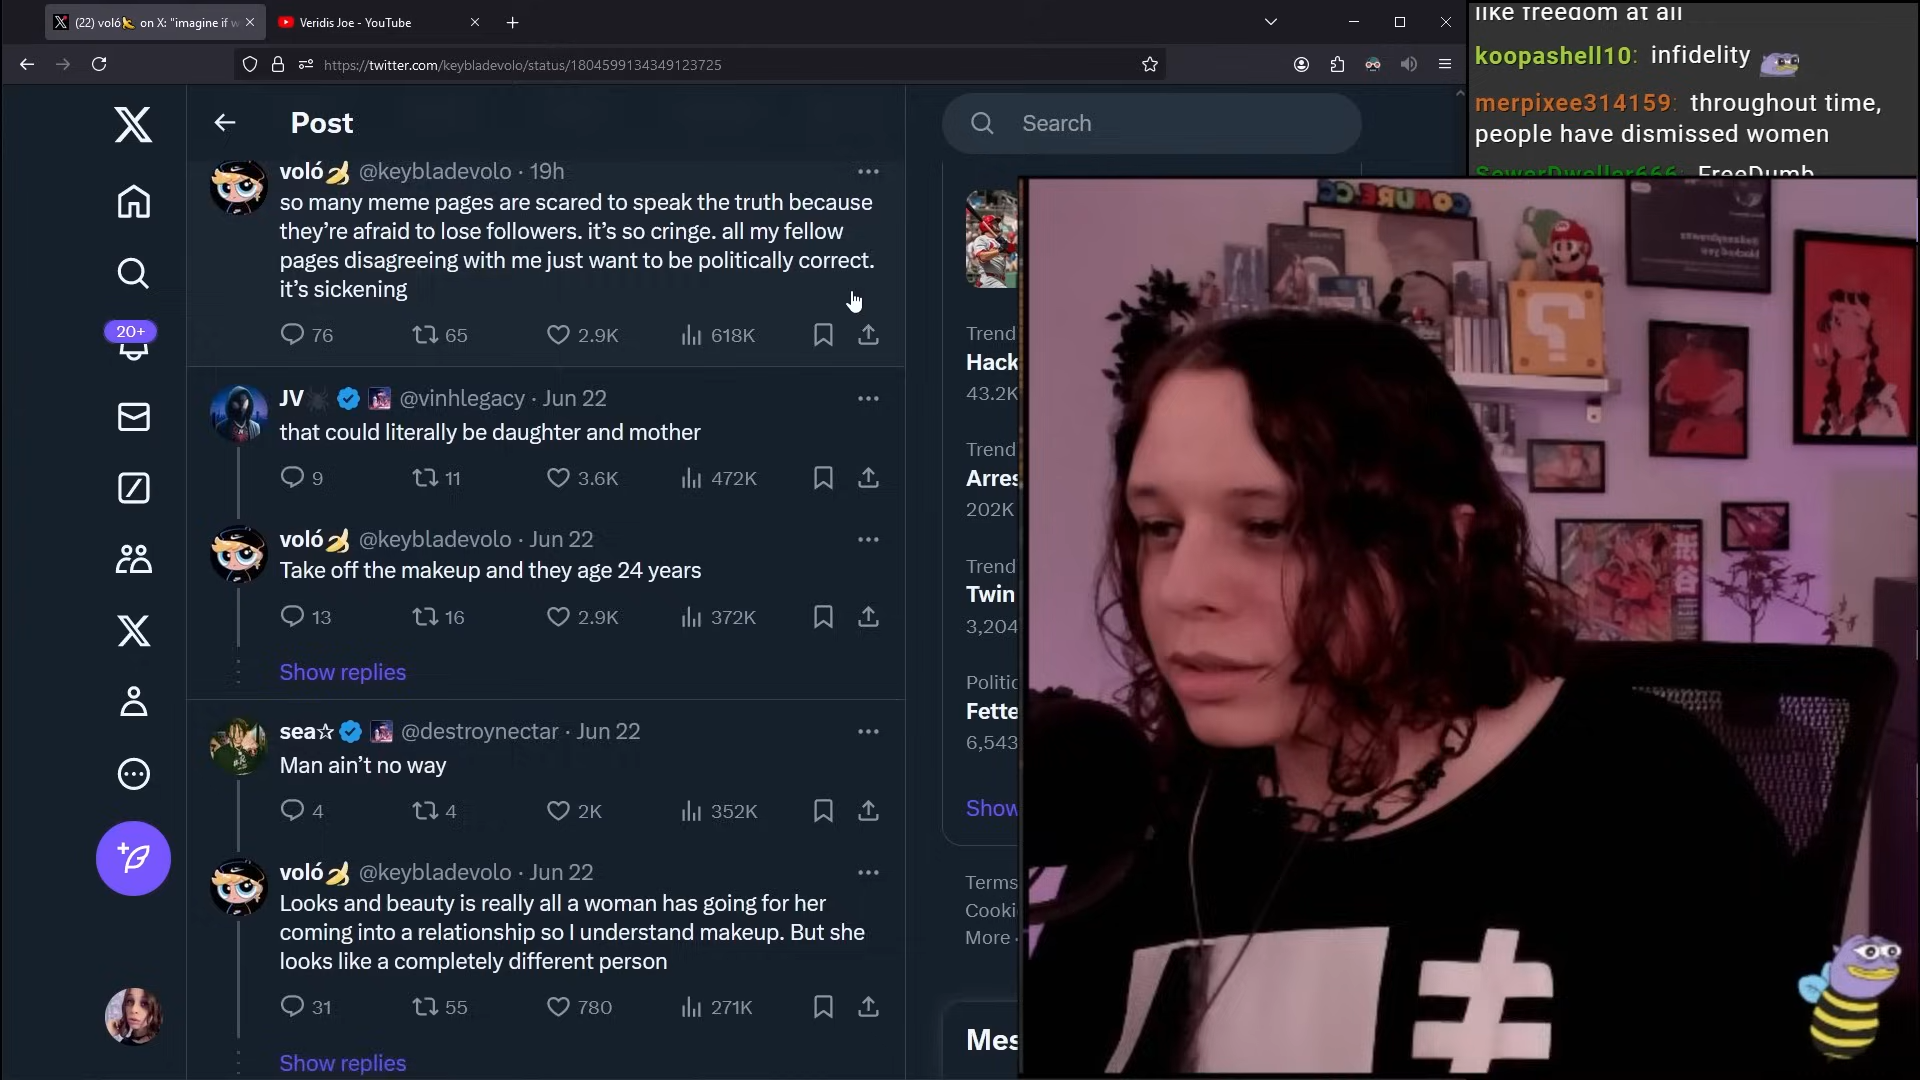 (22) voló🍌 on X: "imagine if w
Veridis Joe - YouTube
https://twitter.com/keybladevolo/status/1804599134349123725
Post
Search
20+
voló🍌 @keybladevolo · 19h
so many meme pages are scared to speak the truth because
they're afraid to lose followers. it's so cringe. all my fellow
pages disagreeing with me just want to be politically correct.
it's sickening
76 65 2.9K 618K
JV🕷 @vinhlegacy · Jun 22
that could literally be daughter and mother
9 11 3.6K 472K
voló🍌 @keybladevolo · Jun 22
Take off the makeup and they age 24 years
13 16 2.9K 372K
Show replies
sea☆ @destroynectar · Jun 22
Man ain't no way
4 4 2K 352K
voló🍌 @keybladevolo · Jun 22
Looks and beauty is really all a woman has going for her
coming into a relationship so I understand makeup. But she
looks like a completely different person
31 55 780 271K
Show replies
Trend
Hack
43.2K
Trend
Arres
202K
Trend
Twin
3,204
Politic
Fette
6,543
Show
Terms
Cooki
More ·
Mes
like freedom at all
koopashell10: infidelity
merpixee314159: throughout time,
people have dismissed women
SewerDweller666 FreeDumb
CONURE.CC